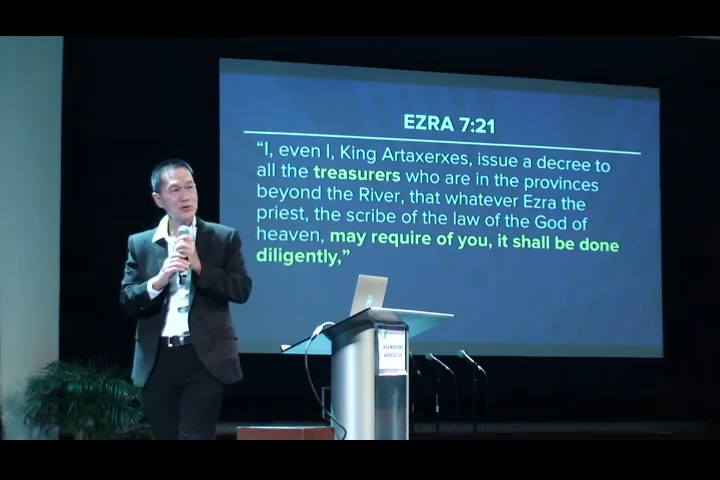 EZRA 7:21
“I, even I, King Artaxerxes, issue a decree to
all the treasurers who are in the provinces
beyond the River, that whatever Ezra the
priest, the scribe of the law of the God of
heaven, may require of you, it shall be done
diligently,”
ASSOCIATION